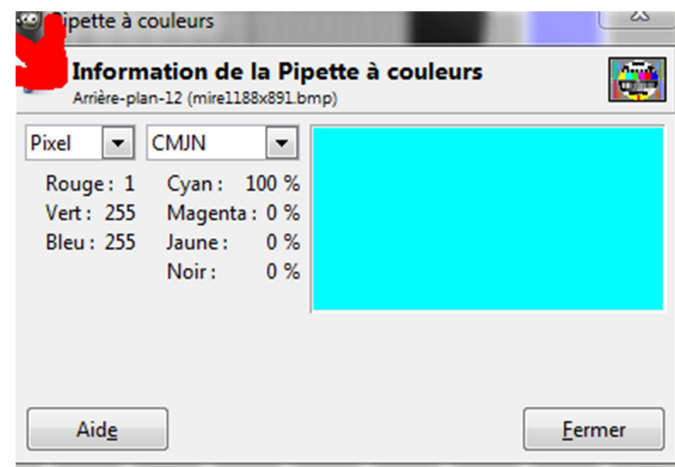 Pipette à couleurs
Information de la Pipette à couleurs
Arrière-plan-12 (mire1188x891.bmp)
Pixel CMJN
Rouge : 1 Cyan : 100 %
Vert : 255 Magenta : 0 %
Bleu : 255 Jaune : 0 %
Noir : 0 %
Aide Fermer